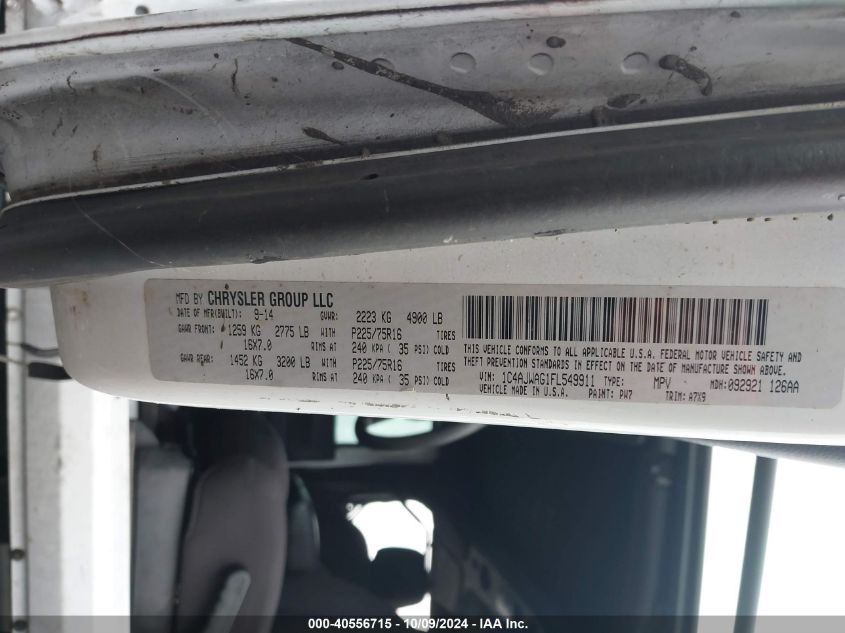 MFD BY CHRYSLER GROUP LLC
DATE OF MFR(BWILT): 9-14 GVWR: 2223 KG 4900 LB
GAWR FRONT: 1259 KG 2775 LB WITH P225/75R16 TIRES
16X7.0 RIMS AT 240 KPA ( 35 PSI) COLD
GAWR REAR: 1452 KG 3200 LB WITH P225/75R16 TIRES
16X7.0 RIMS AT 240 KPA ( 35 PSI) COLD
THIS VEHICLE CONFORMS TO ALL APPLICABLE U.S.A. FEDERAL MOTOR VEHICLE SAFETY AND
THEFT PREVENTION STANDARDS IN EFFECT ON THE DATE OF MANUFACTURE SHOWN ABOVE.
VIN: 1C4AJWAG1FL549911 TYPE: MPV MDH: 092921 126AA
VEHICLE MADE IN U.S.A. PAINT: PW7 TRIM: A7X9
000-40556715 - 10/09/2024 - IAA Inc.